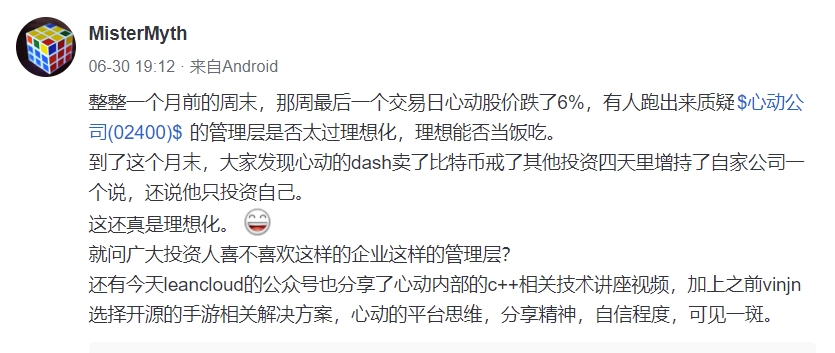 MisterMyth
06-30 19:12 · 来自Android
整整一个月前的周末，那周最后一个交易日心动股价跌了6%，有人跑出来质疑$心动公
司(02400)$ 的管理层是否太过理想化，理想能否当饭吃。
到了这个月末，大家发现心动的dash卖了比特币戒了其他投资四天里增持了自家公司一
个说，还说他只投资自己。
这还真是理想化。
就问广大投资人喜不喜欢这样的企业这样的管理层？
还有今天leancloud的公众号也分享了心动内部的c++相关技术讲座视频，加上之前vinjn
选择开源的手游相关解决方案，心动的平台思维，分享精神，自信程度，可见一斑。